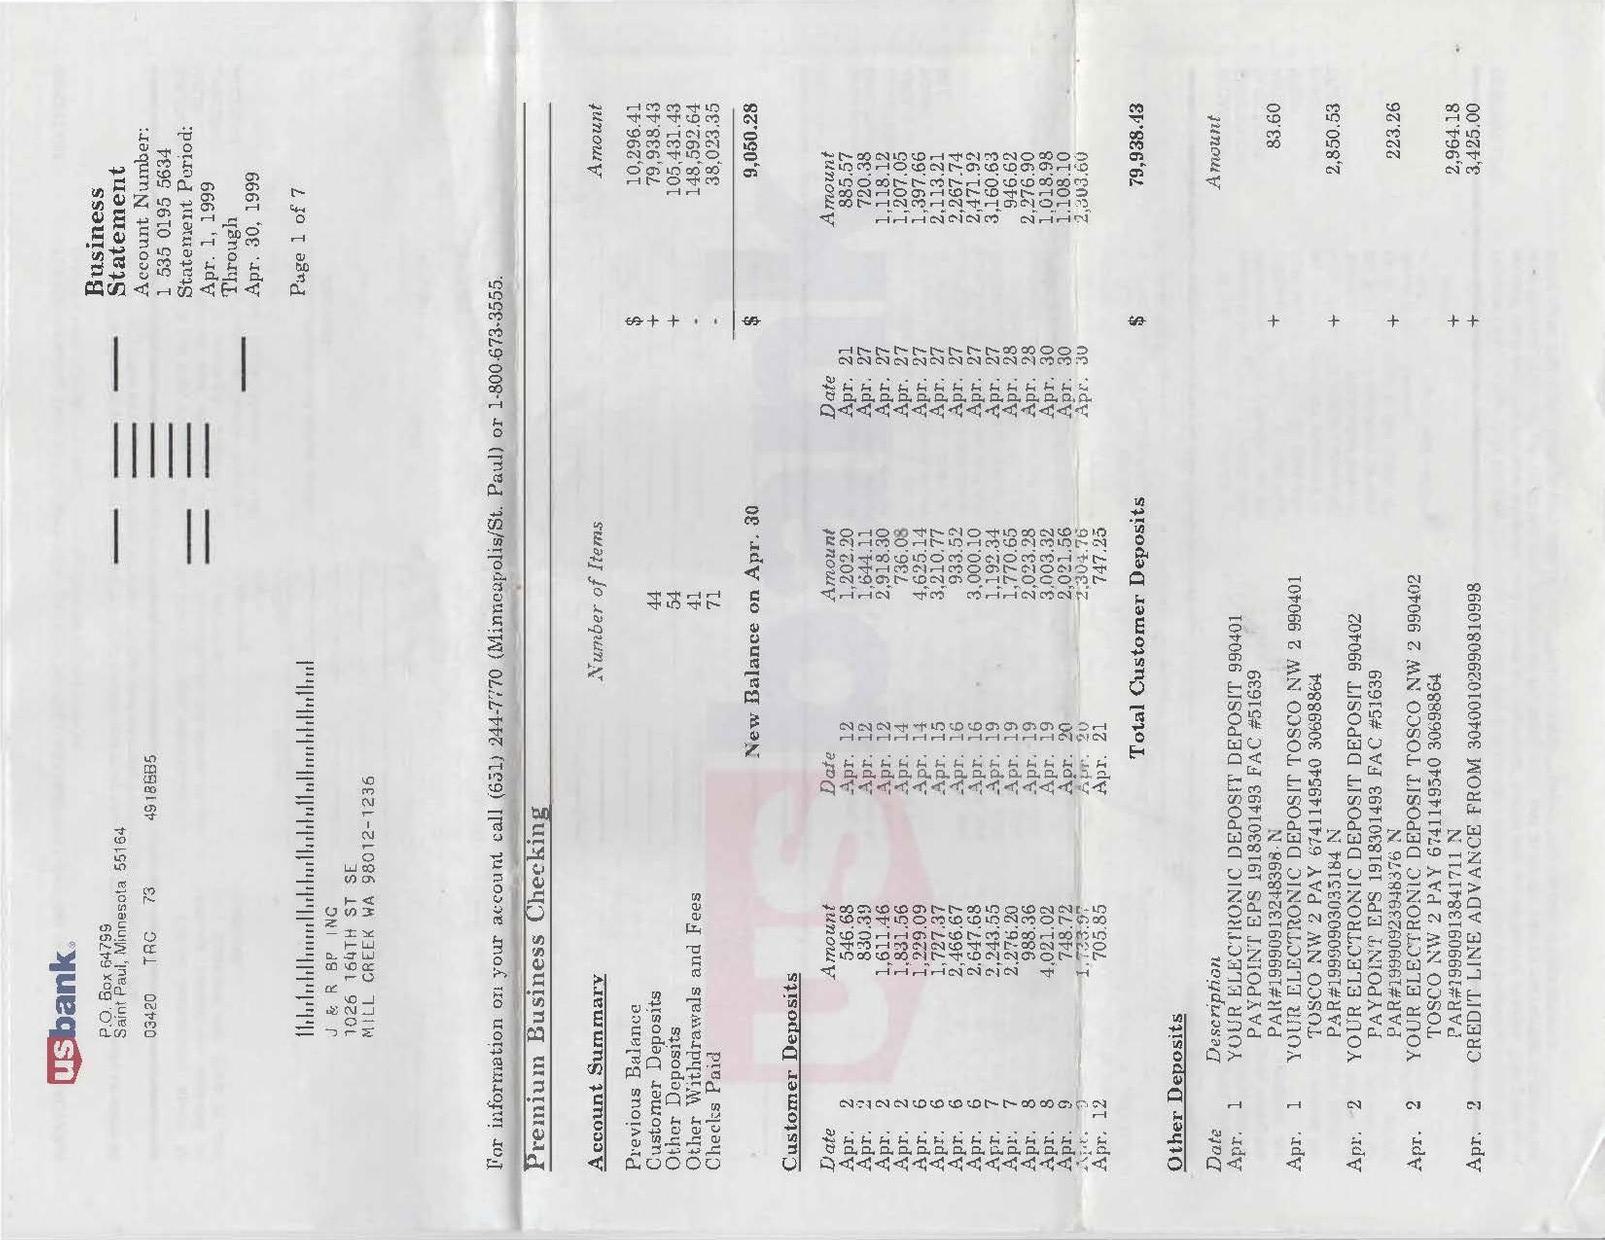 usbank®
P.O. Box 64799
Saint Paul, Minnesota 55164
03420 TRC 73
Business
Statement
Account Number:
1 535 0195 5634
Statement Period:
Apr. 1, 1999
Through
Apr. 30, 1999
Page 1 of 7
J & R BP INC
1026 164TH ST SE
MILL CREEK WA 98012-1236
For information on your account call (651) 244-7770 (Minneapolis/St. Paul) or 1-800-673-3555.
Premium Business Checking
Account Summary Number of Items Amount
Previous Balance $ 10,296.41
Customer Deposits 44 + 79,938.43
Other Deposits 54 + 105,431.43
Other Withdrawals and Fees 41 - 148,592.64
Checks Paid 71 - 38,023.35
New Balance on Apr. 30 $ 9,050.28
Customer Deposits
Date Amount Date Amount Date Amount
Apr. 2 546.68 Apr. 12 1,202.20 Apr. 21 885.57
Apr. 2 830.39 Apr. 12 1,644.11 Apr. 27 720.38
Apr. 2 1,611.46 Apr. 12 2,918.30 Apr. 27 1,118.12
Apr. 2 1,831.56 Apr. 14 736.08 Apr. 27 1,207.05
Apr. 6 1,229.09 Apr. 14 4,625.14 Apr. 27 1,397.66
Apr. 6 1,727.37 Apr. 15 3,210.77 Apr. 27 2,113.21
Apr. 6 2,466.67 Apr. 16 933.52 Apr. 27 2,267.74
Apr. 6 2,647.68 Apr. 16 3,000.10 Apr. 27 2,471.92
Apr. 7 2,243.55 Apr. 19 1,192.34 Apr. 27 3,160.63
Apr. 7 2,276.20 Apr. 19 1,770.65 Apr. 28 946.62
Apr. 8 988.36 Apr. 19 2,023.28 Apr. 28 2,276.90
Apr. 8 4,021.02 Apr. 19 3,003.32 Apr. 30 1,018.98
Apr. 9 748.72 Apr. 20 2,021.56 Apr. 30 1,108.10
Apr. 9 1,733.97 Apr. 20 2,304.76 Apr. 30 2,303.60
Apr. 12 705.85 Apr. 21 747.25
Total Customer Deposits $ 79,938.43
Other Deposits
Date Description Amount
Apr. 1 YOUR ELECTRONIC DEPOSIT DEPOSIT 990401
PAYPOINT EPS 1918301493 FAC #51639
PAR#19990913248398 N + 83.60
Apr. 1 YOUR ELECTRONIC DEPOSIT TOSCO NW 2 990401
TOSCO NW 2 PAY 6741149540 30698864
PAR#19990903035184 N + 2,850.53
Apr. 2 YOUR ELECTRONIC DEPOSIT DEPOSIT 990402
PAYPOINT EPS 1918301493 FAC #51639
PAR#19990923948376 N + 223.26
Apr. 2 YOUR ELECTRONIC DEPOSIT TOSCO NW 2 990402
TOSCO NW 2 PAY 6741149540 30698864
PAR#19990913841711 N + 2,964.18
Apr. 2 CREDIT LINE ADVANCE FROM 304001029908109​98 + 3,425.00